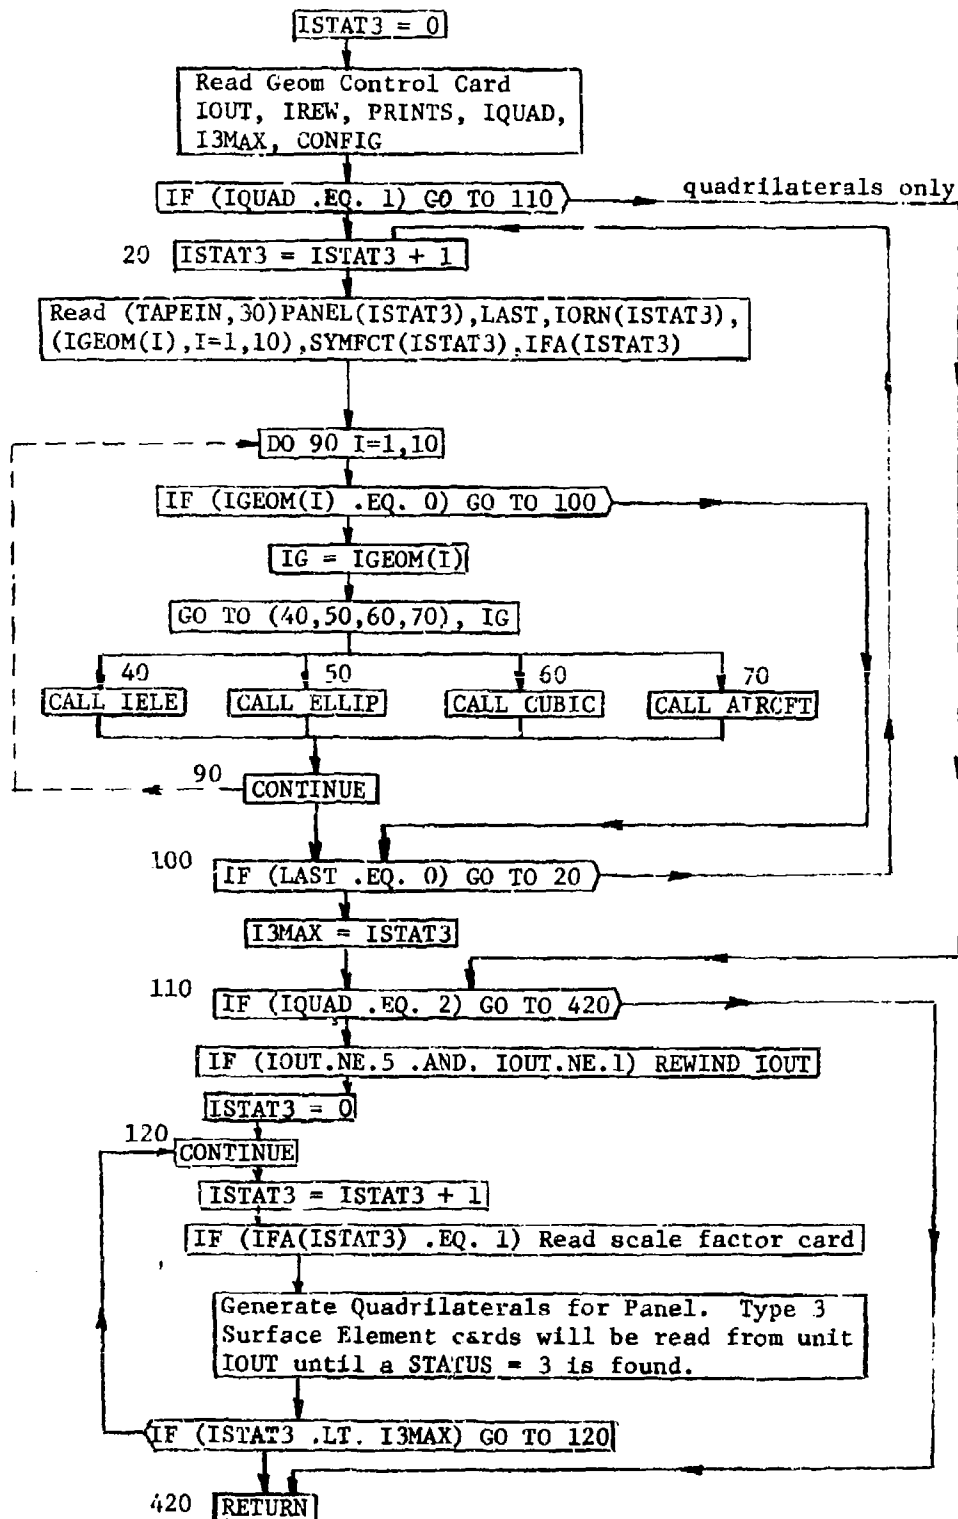 ISTAT3 = 0
Read Geom Control Card
IOUT, IREW, PRINTS, IQUAD,
I3MAX, CONFIG
IF (IQUAD .EQ. 1) GO TO 110
quadrilaterals only
20 ISTAT3 = ISTAT3 + 1
Read (TAPEIN,30)PANEL(ISTAT3),LAST,IORN(ISTAT3),
(IGEOM(I),I=1,10),SYMFCT(ISTAT3),IFA(ISTAT3)
DO 90 I=1,10
IF (IGEOM(I) .EQ. 0) GO TO 100
IG = IGEOM(I)
GO TO (40,50,60,70), IG
40 50 60 70
CALL IELE CALL ELLIP CALL CUBIC CALL AIRCFT
90 CONTINUE
100 IF (LAST .EQ. 0) GO TO 20
I3MAX = ISTAT3
110 IF (IQUAD .EQ. 2) GO TO 420
IF (IOUT.NE.5 .AND. IOUT.NE.1) REWIND IOUT
ISTAT3 = 0
120 CONTINUE
ISTAT3 = ISTAT3 + 1
IF (IFA(ISTAT3) .EQ. 1) Read scale factor card
Generate Quadrilaterals for Panel. Type 3
Surface Element cards will be read from unit
IOUT until a STATUS = 3 is found.
IF (ISTAT3 .LT. I3MAX) GO TO 120
420 RETURN